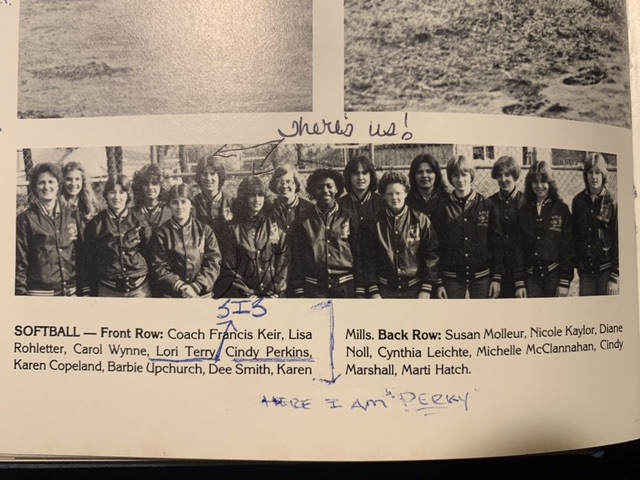 There's us!
SIS
SOFTBALL — Front Row: Coach Francis Keir, Lisa
Rohletter, Carol Wynne, Lori Terry, Cindy Perkins,
Karen Copeland, Barbie Upchurch, Dee Smith, Karen
Mills. Back Row: Susan Molleur, Nicole Kaylor, Diane
Noll, Cynthia Leichte, Michelle McClannahan, Cindy
Marshall, Marti Hatch.
HERE I AM "PERKY"